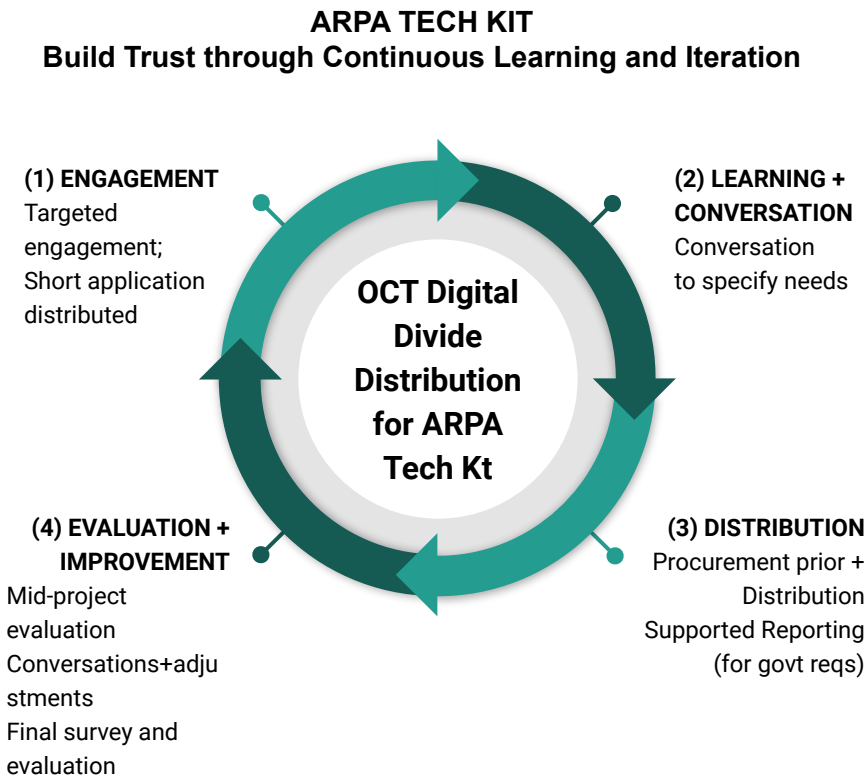 ARPA TECH KIT
Build Trust through Continuous Learning and Iteration
(1) ENGAGEMENT
Targeted
engagement;
Short application
distributed
(2) LEARNING +
CONVERSATION
Conversation
to specify needs
OCT Digital
Divide
Distribution
for ARPA
Tech Kt
(3) DISTRIBUTION
Procurement prior +
Distribution
Supported Reporting
(for govt reqs)
(4) EVALUATION +
IMPROVEMENT
Mid-project
evaluation
Conversations+adju
stments
Final survey and
evaluation